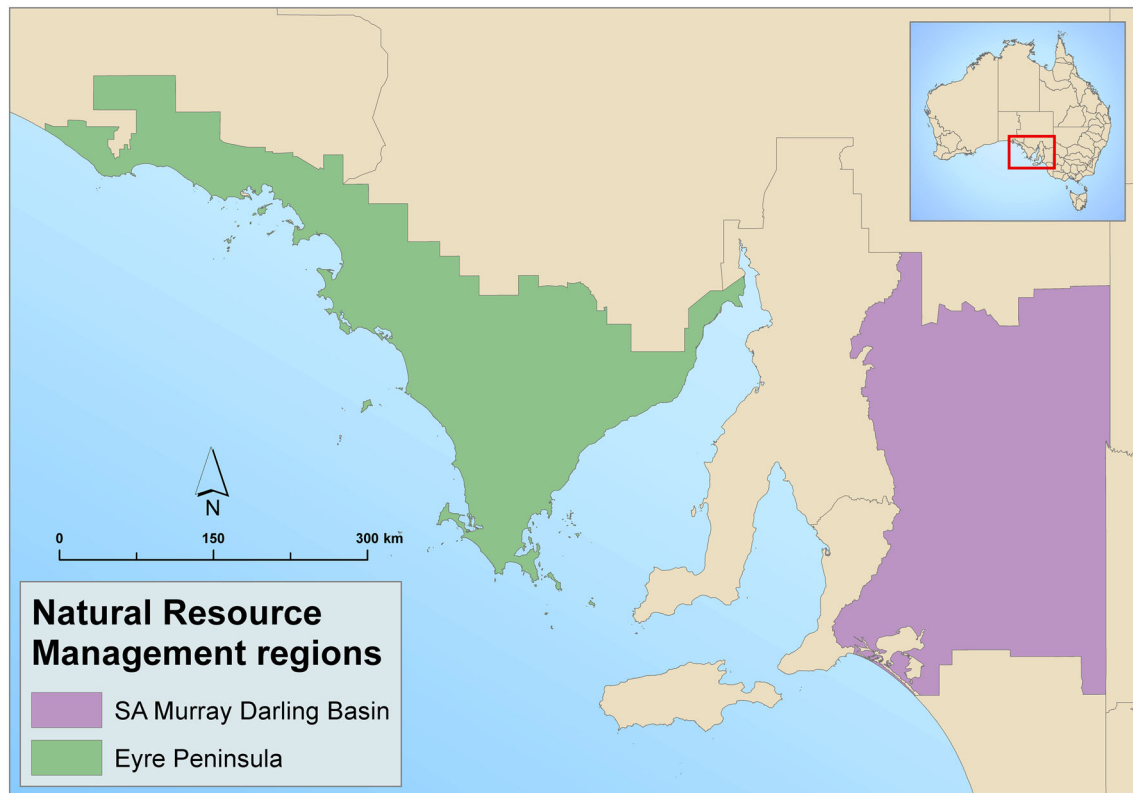 N
0 150 300 km
Natural Resource
Management regions
SA Murray Darling Basin
Eyre Peninsula